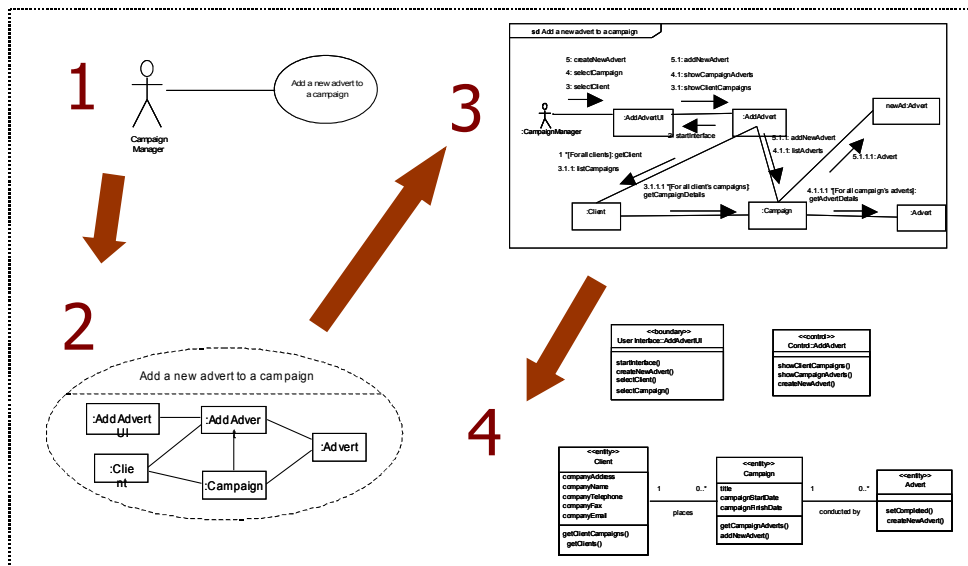 1
Add a new advert to
a campaign
Campaign
Manager
2
Add a new advert to a campaign
:AddAdvert
UI
:AddAdver
t
:Advert
:Clie
nt
:Campaign
3
sd Add a new advert to a campaign
5: createNewAdvert
4: selectCampaign
3: selectClient
5.1: addNewAdvert
4.1: showCampaignAdverts
3.1: showClientCampaigns
:CampaignManager
:AddAdvertUI
:AddAdvert
newAd:Advert
2: startInterface
5.1.1: addNewAdvert
4.1.1: listAdverts
5.1.1.1: Advert
1 *[For all clients]: getClient
3.1.1: listCampaigns
3.1.1.1 *[For all client's campaigns]:
getCampaignDetails
4.1.1.1 *[For all campaign's adverts]:
getAdvertDetails
:Client
:Campaign
:Advert
4
<<boundary>>
User Interface::AddAdvertUI
startInterface()
createNewAdvert()
selectClient()
selectCampaign()
<<control>>
Control::AddAdvert
showClientCampaigns()
showCampaignAdverts()
createNewAdvert()
<<entity>>
Client
companyAddress
companyName
companyTelephone
companyFax
companyEmail
getClientCampaigns()
getClients()
1
0..*
places
<<entity>>
Campaign
title
campaignStartDate
campaignFinishDate
getCampaignAdverts()
addNewAdvert()
1
0..*
conducted by
<<entity>>
Advert
setCompleted()
createNewAdvert()